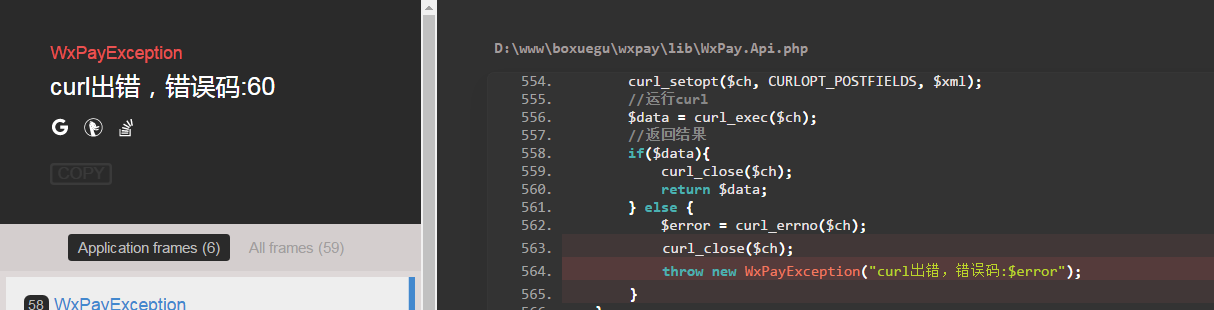 WxPayException
curl出错，错误码:60
COPY
Application frames (6)
All frames (59)
58 WxPayException
D:\www\boxuegu\wxpay\lib\WxPay.Api.php
554. curl_setopt($ch, CURLOPT_POSTFIELDS, $xml);
555. //运行curl
556. $data = curl_exec($ch);
557. //返回结果
558. if($data){
559. curl_close($ch);
560. return $data;
561. } else {
562. $error = curl_errno($ch);
563. curl_close($ch);
564. throw new WxPayException("curl出错，错误码:$error");
565. }
566. }